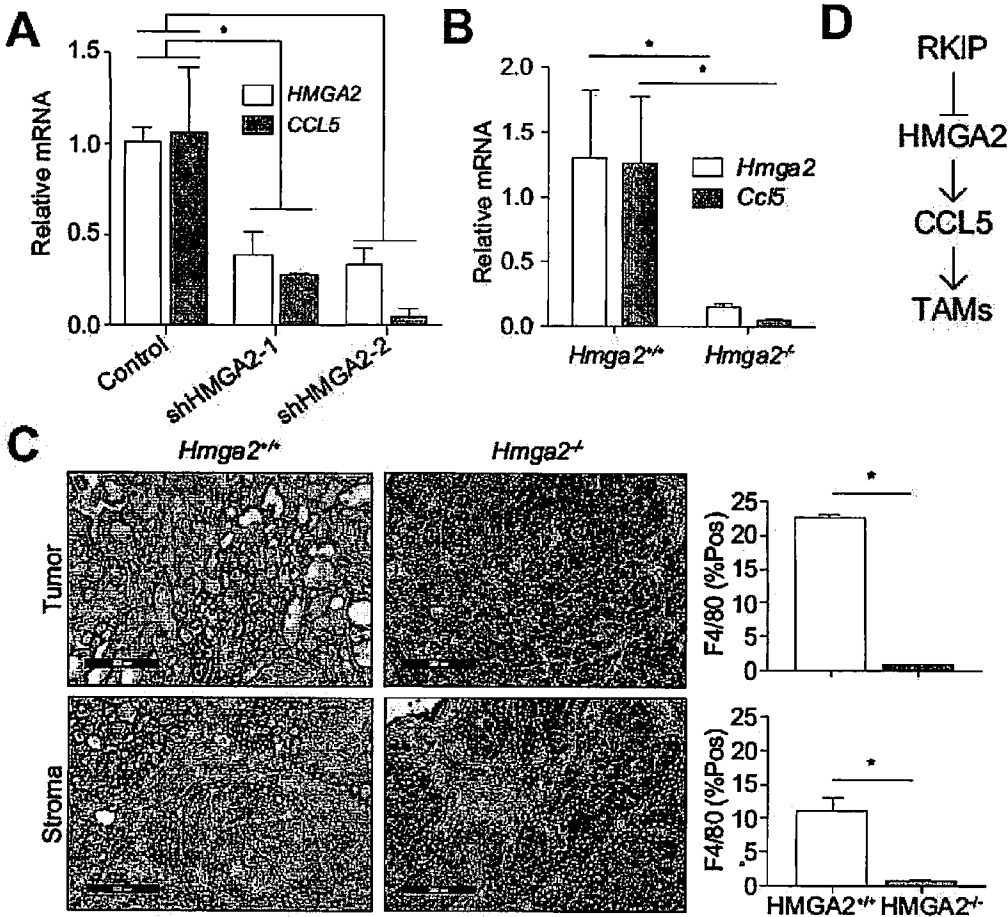 A
Relative mRNA
1.5
1.0
0.5
0.0
*
HMGA2
CCL5
Control
shHMGA2-1
shHMGA2-2
B
Relative mRNA
2.0
1.5
1.0
0.5
0.0
*
*
Hmga2
Ccl5
Hmga2+/+
Hmga2-/-
D
RKIP
HMGA2
CCL5
TAMs
C
Hmga2+/+
Hmga2-/-
Tumor
Stroma
F4/80 (%Pos)
25
20
15
10
5
0
*
F4/80 (%Pos)
25
20
15
10
5
0
*
HMGA2+/+ HMGA2-/-